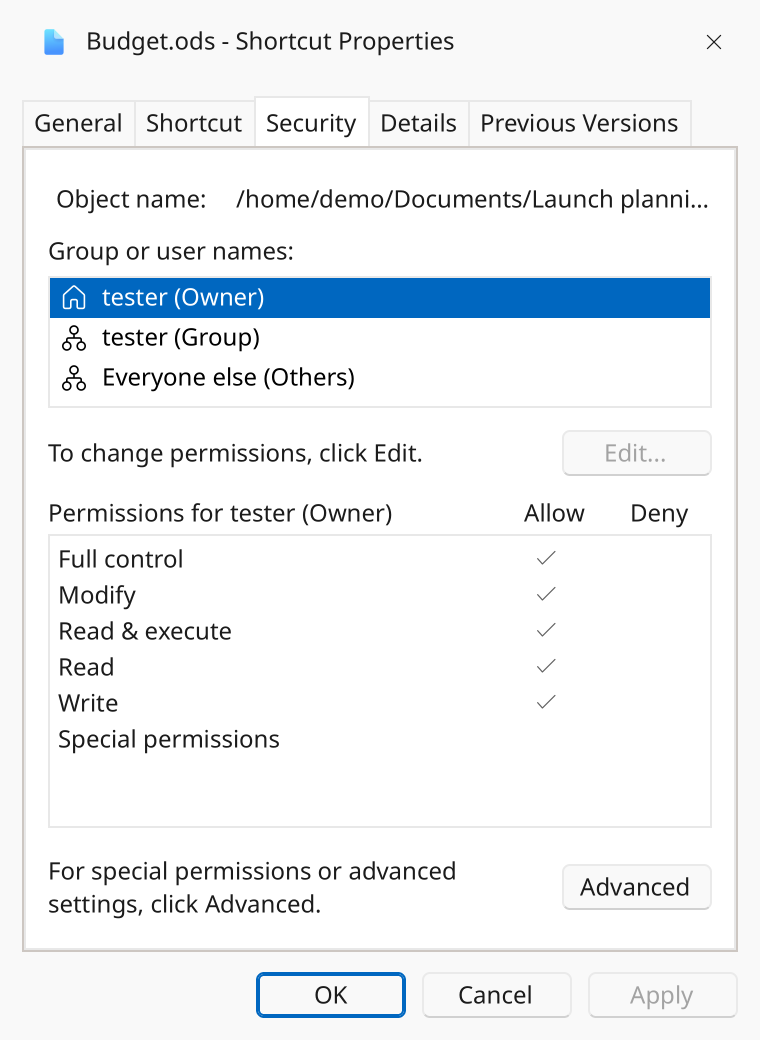 Budget.ods - Shortcut Properties
General Shortcut Security Details Previous Versions
Object name: /home/demo/Documents/Launch planni...
Group or user names:
tester (Owner)
tester (Group)
Everyone else (Others)
To change permissions, click Edit. Edit...
Permissions for tester (Owner) Allow Deny
Full control
Modify
Read & execute
Read
Write
Special permissions
For special permissions or advanced
settings, click Advanced.
Advanced
OK Cancel Apply